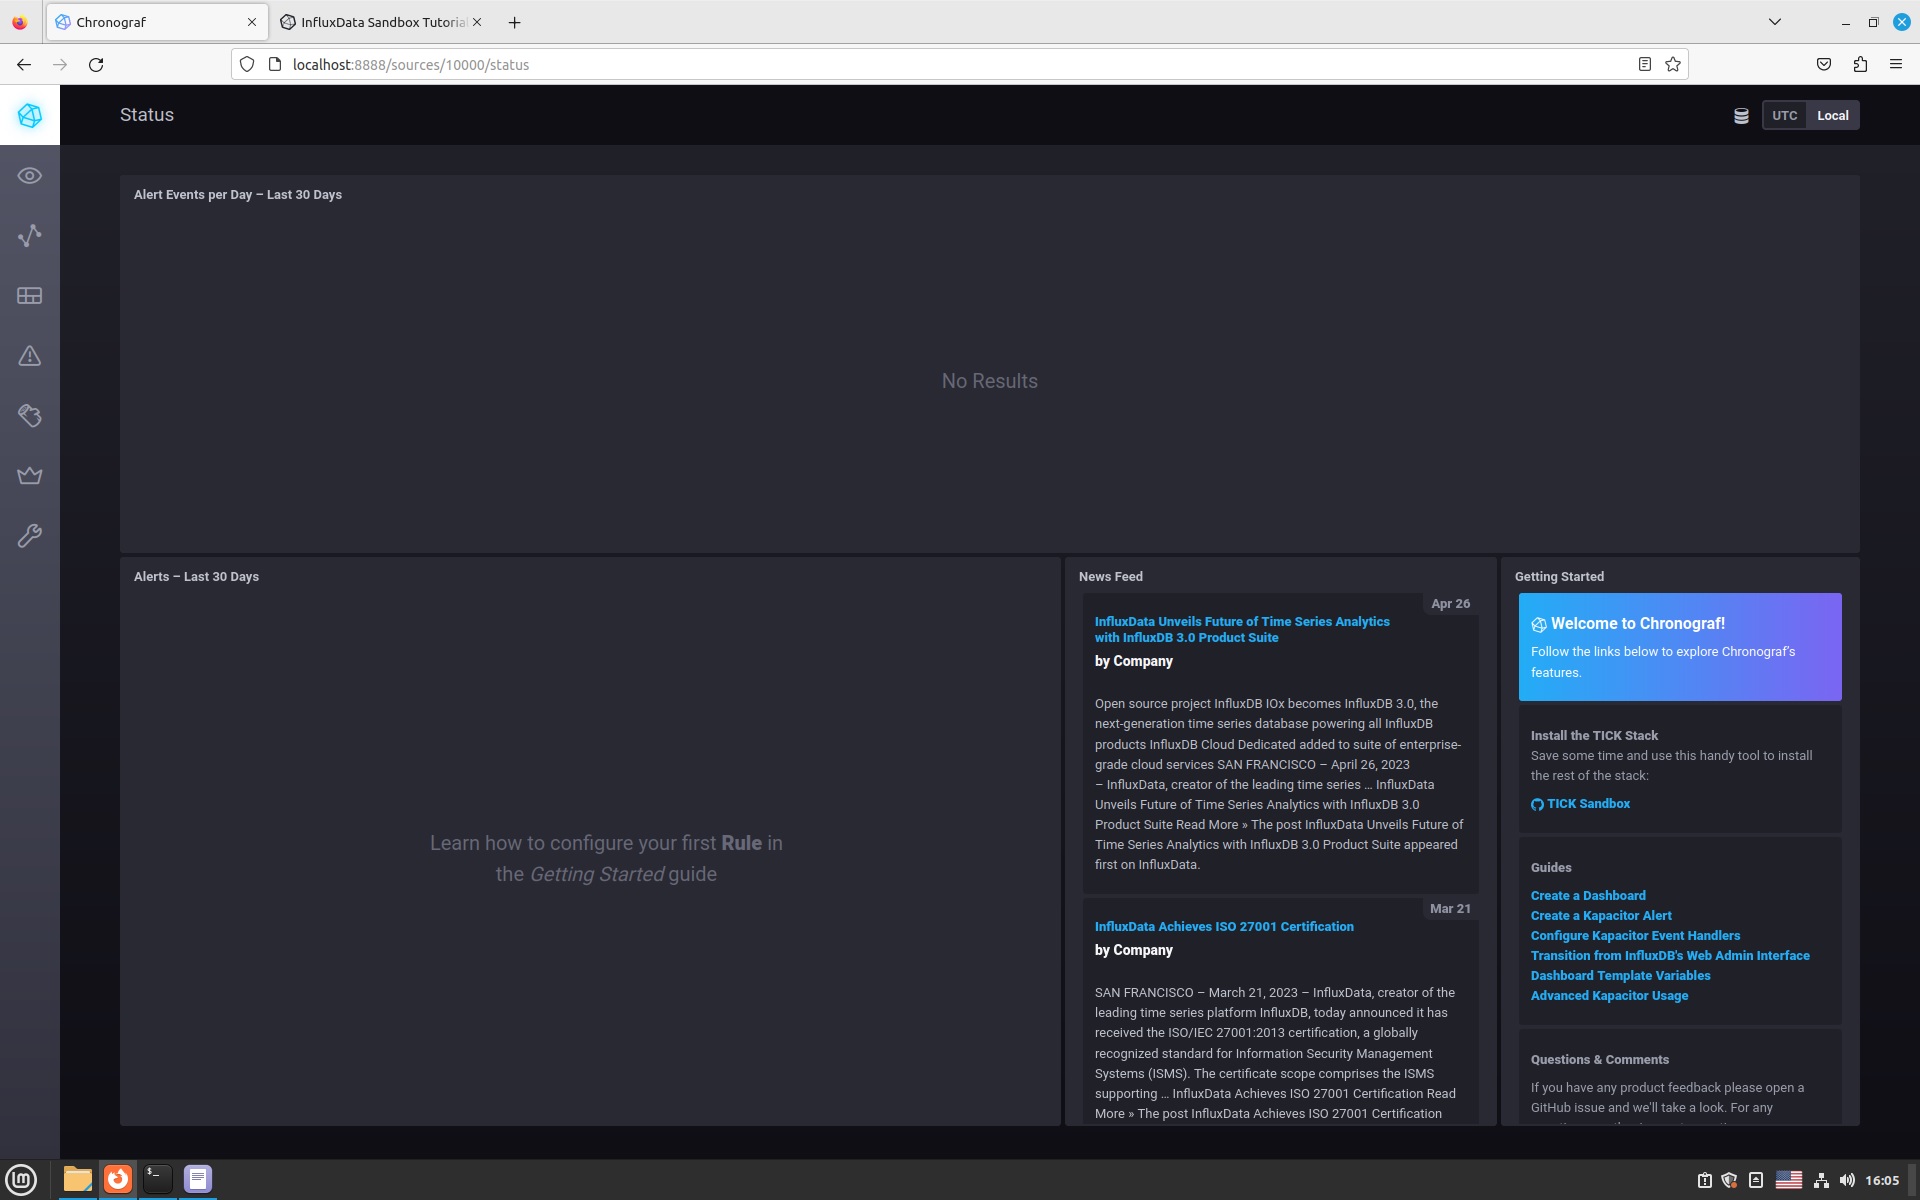 Chronograf
InfluxData Sandbox Tutoria
localhost:8888/sources/10000/status
Status
UTC
Local
Alert Events per Day – Last 30 Days
No Results
Alerts – Last 30 Days
Learn how to configure your first Rule in
the Getting Started guide
News Feed
Apr 26
InfluxData Unveils Future of Time Series Analytics
with InfluxDB 3.0 Product Suite
by Company
Open source project InfluxDB IOx becomes InfluxDB 3.0, the
next-generation time series database powering all InfluxDB
products InfluxDB Cloud Dedicated added to suite of enterprise-
grade cloud services SAN FRANCISCO – April 26, 2023
– InfluxData, creator of the leading time series … InfluxData
Unveils Future of Time Series Analytics with InfluxDB 3.0
Product Suite Read More » The post InfluxData Unveils Future of
Time Series Analytics with InfluxDB 3.0 Product Suite appeared
first on InfluxData.
Mar 21
InfluxData Achieves ISO 27001 Certification
by Company
SAN FRANCISCO – March 21, 2023 – InfluxData, creator of the
leading time series platform InfluxDB, today announced it has
received the ISO/IEC 27001:2013 certification, a globally
recognized standard for Information Security Management
Systems (ISMS). The certificate scope comprises the ISMS
supporting … InfluxData Achieves ISO 27001 Certification Read
More » The post InfluxData Achieves ISO 27001 Certification
Getting Started
Welcome to Chronograf!
Follow the links below to explore Chronograf's
features.
Install the TICK Stack
Save some time and use this handy tool to install
the rest of the stack:
TICK Sandbox
Guides
Create a Dashboard
Create a Kapacitor Alert
Configure Kapacitor Event Handlers
Transition from InfluxDB's Web Admin Interface
Dashboard Template Variables
Advanced Kapacitor Usage
Questions & Comments
If you have any product feedback please open a
GitHub issue and we'll take a look. For any
16:05